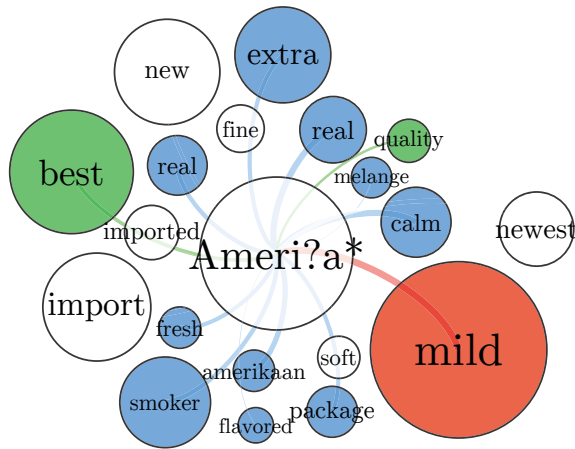 extra
new
fine
real
quality
real
best
melange
calm
imported
newest
Ameri?a*
import
fresh
mild
soft
amerikaan
smoker
package
flavored